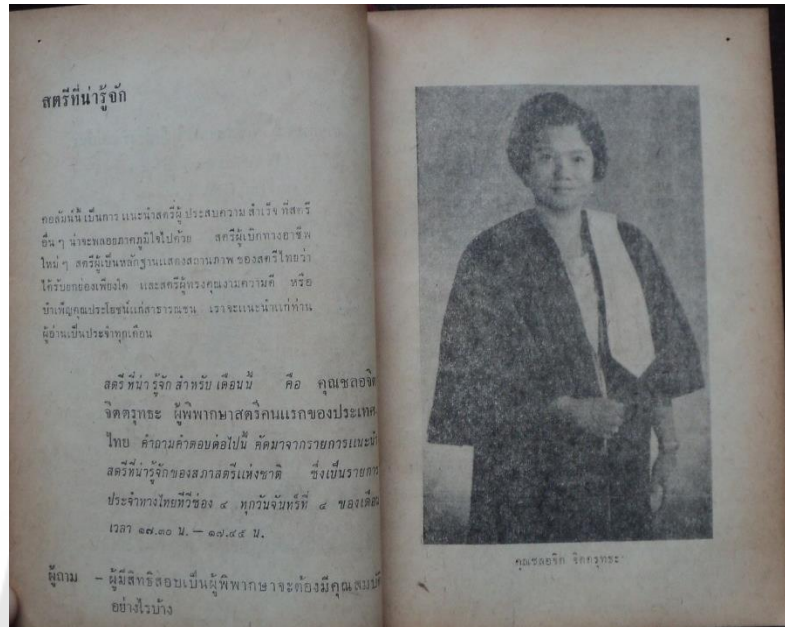 สตรีที่น่ารู้จัก
คอลัมน์นี้ เป็นการ แนะนำสตรีผู้ ประสบความ สำเร็จ ที่สตรี
อื่น ๆ น่าจะพลอยภาคภูมิใจไปด้วย สตรีผู้เบิกทางอาชีพ
ใหม่ ๆ สตรีผู้เป็นหลักฐานแสดงสถานภาพ ของสตรีไทยว่า
ได้รับยกย่องเพียงใด และสตรีผู้ทรงคุณงามความดี หรือ
บำเพ็ญคุณประโยชน์แก่สาธารณชน เราจะแนะนำแก่ท่าน
ผู้อ่านเป็นประจำทุกเดือน
สตรี ที่น่า รู้จัก สำหรับ เดือนนี้ คือ คุณชลอจิต
จิตตรุทธะ ผู้พิพากษาสตรีคนแรกของประเทศ
ไทย คำถามคำตอบต่อไปนี้ คัดมาจากรายการแนะนำ
สตรีที่น่ารู้จักของสภาสตรีแห่งชาติ ซึ่งเป็นรายการ
ประจำทางไทยทีวีช่อง ๔ ทุกวันจันทร์ที่ ๔ ของเดือน
เวลา ๑๗.๓๐ น. — ๑๗.๔๕ น.
ผู้ถาม – ผู้มีสิทธิสอบเป็นผู้พิพากษาจะต้องมีคุณสมบัติ
อย่างไรบ้าง
คุณชลอจิต จิตตรุทธะ